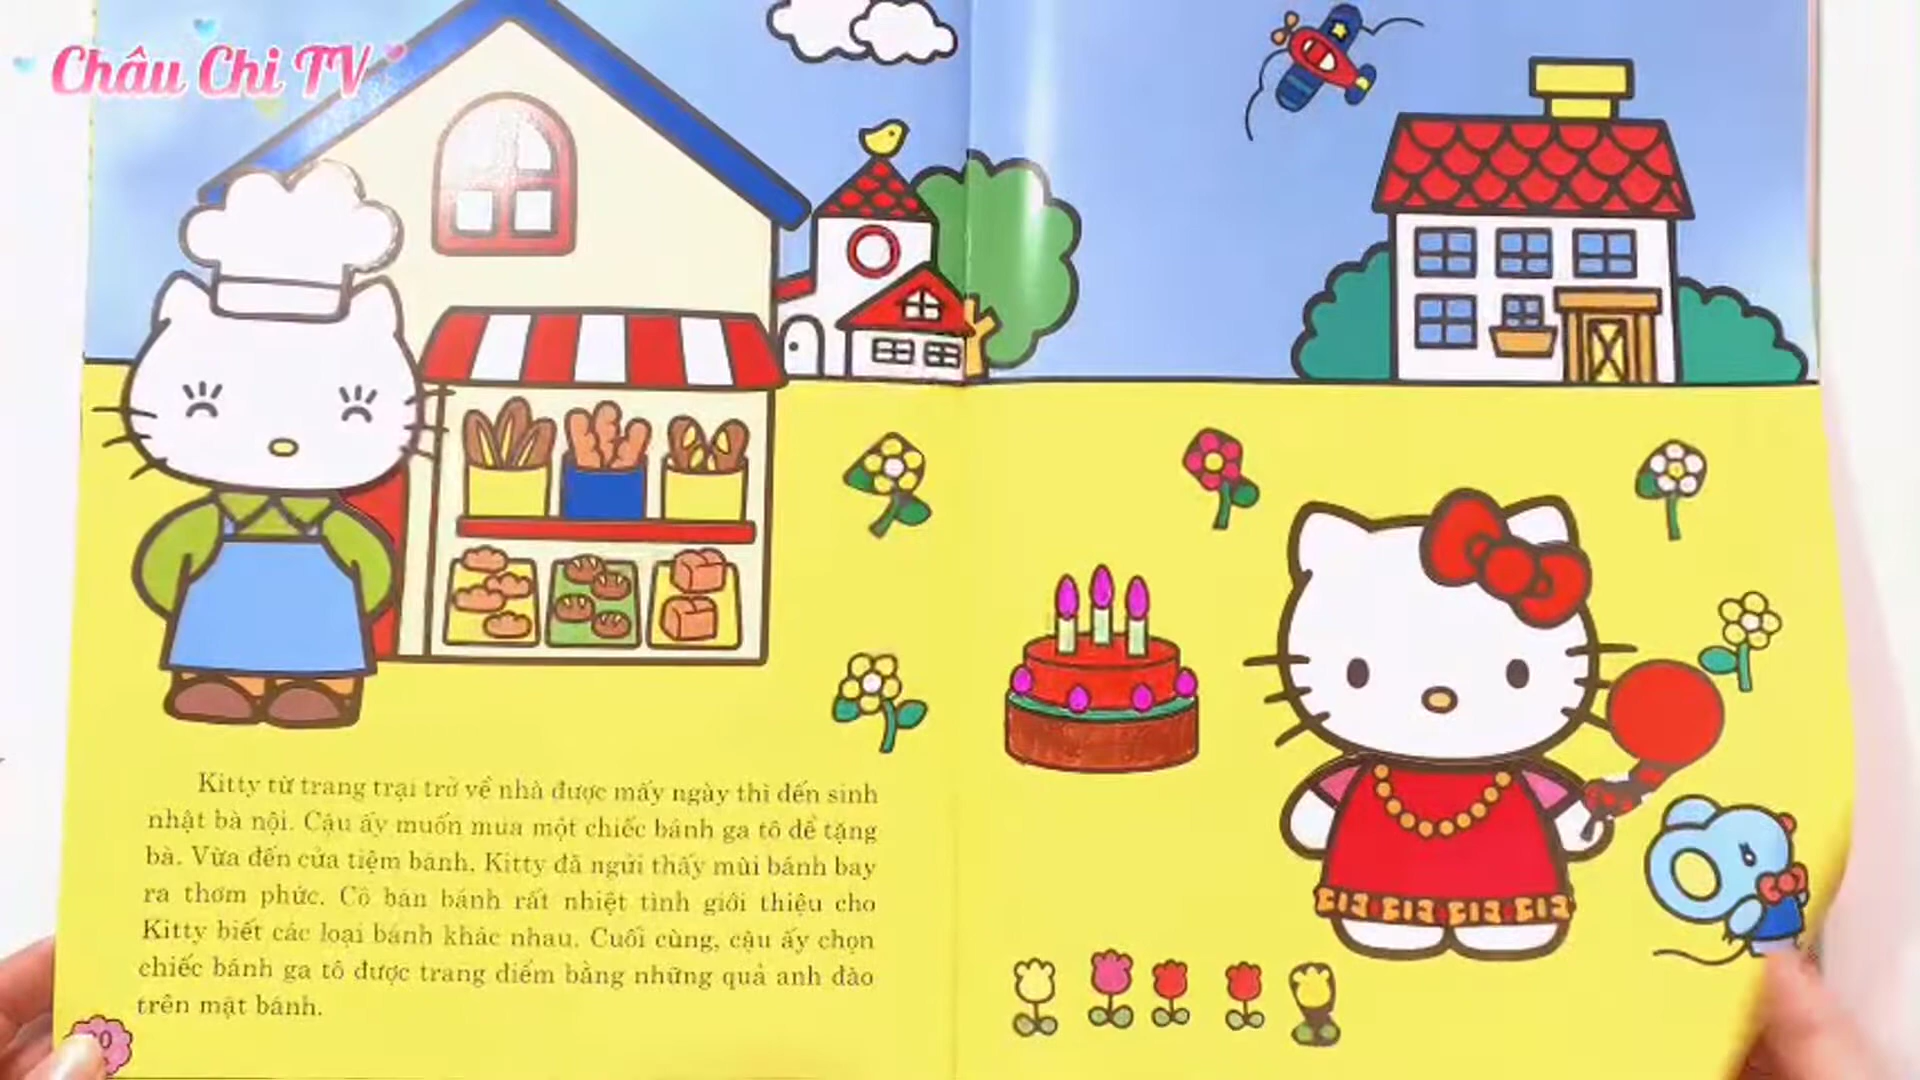 Châu Chi TV
Kitty từ trang trại trở về nhà được mấy ngày thì đến sinh
nhật bà nội. Cậu ấy muốn mua một chiếc bánh ga tô để tặng
bà. Vừa đến cửa tiệm bánh, Kitty đã ngửi thấy mùi bánh bay
ra thơm phức. Cô bán bánh rất nhiệt tình giới thiệu cho
Kitty biết các loại bánh khác nhau. Cuối cùng, cậu ấy chọn
chiếc bánh ga tô được trang điểm bằng những quả anh đào
trên mặt bánh.